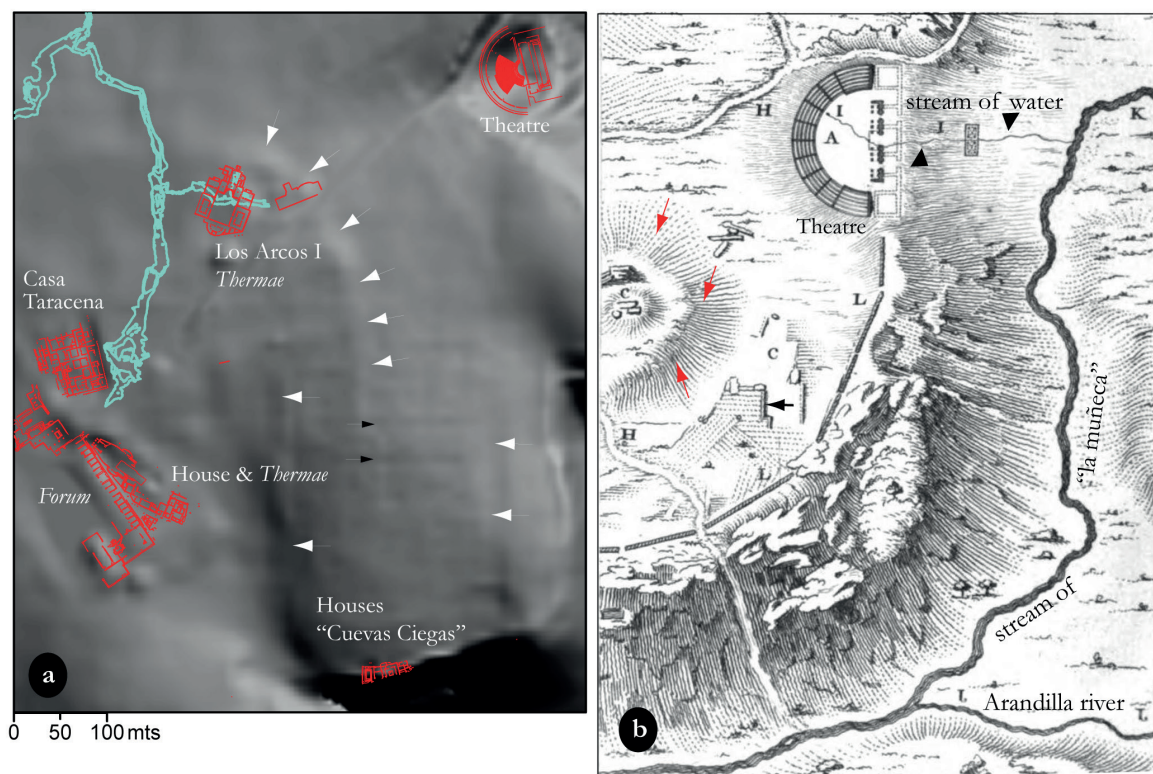 Theatre
Los Arcos I
Thermae
Casa
Taracena
House & Thermae
Forum
Houses
“Cuevas Ciegas”
a
0 50 100 mts
stream of water
K
H
I
I
A
Theatre
C
L
C
“la muñeca”
H
L
stream of
Arandilla river
L
L
b